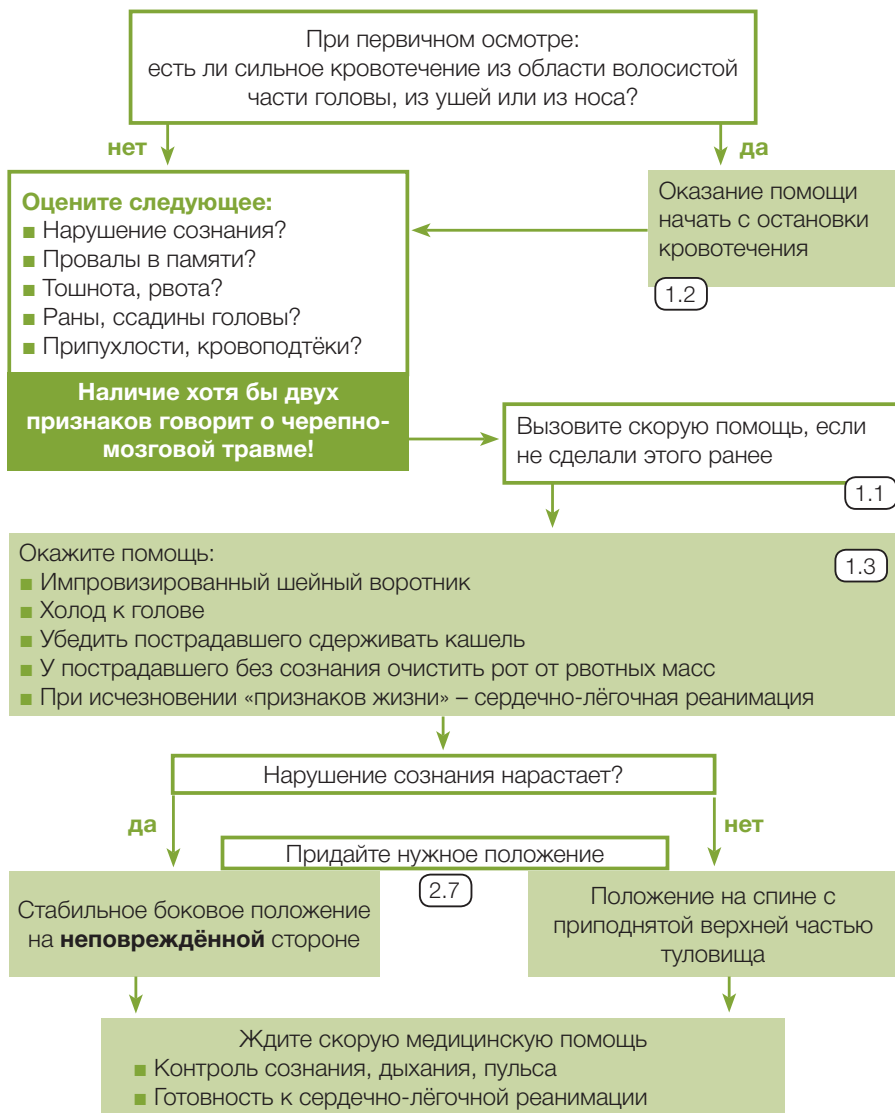 При первичном осмотре:
есть ли сильное кровотечение из области волосистой
части головы, из ушей или из носа?
нет
да
Оцените следующее:
■ Нарушение сознания?
■ Провалы в памяти?
■ Тошнота, рвота?
■ Раны, ссадины головы?
■ Припухлости, кровоподтёки?
Наличие хотя бы двух
признаков говорит о черепно-
мозговой травме!
Оказание помощи
начать с остановки
кровотечения
1.2
Вызовите скорую помощь, если
не сделали этого ранее
1.1
Окажите помощь:
1.3
■ Импровизированный шейный воротник
■ Холод к голове
■ Убедить пострадавшего сдерживать кашель
■ У пострадавшего без сознания очистить рот от рвотных масс
■ При исчезновении «признаков жизни» – сердечно-лёгочная реанимация
Нарушение сознания нарастает?
да
нет
Придайте нужное положение
2.7
Стабильное боковое положение
на неповреждённой стороне
Положение на спине с
приподнятой верхней частью
туловища
Ждите скорую медицинскую помощь
■ Контроль сознания, дыхания, пульса
■ Готовность к сердечно-лёгочной реанимации